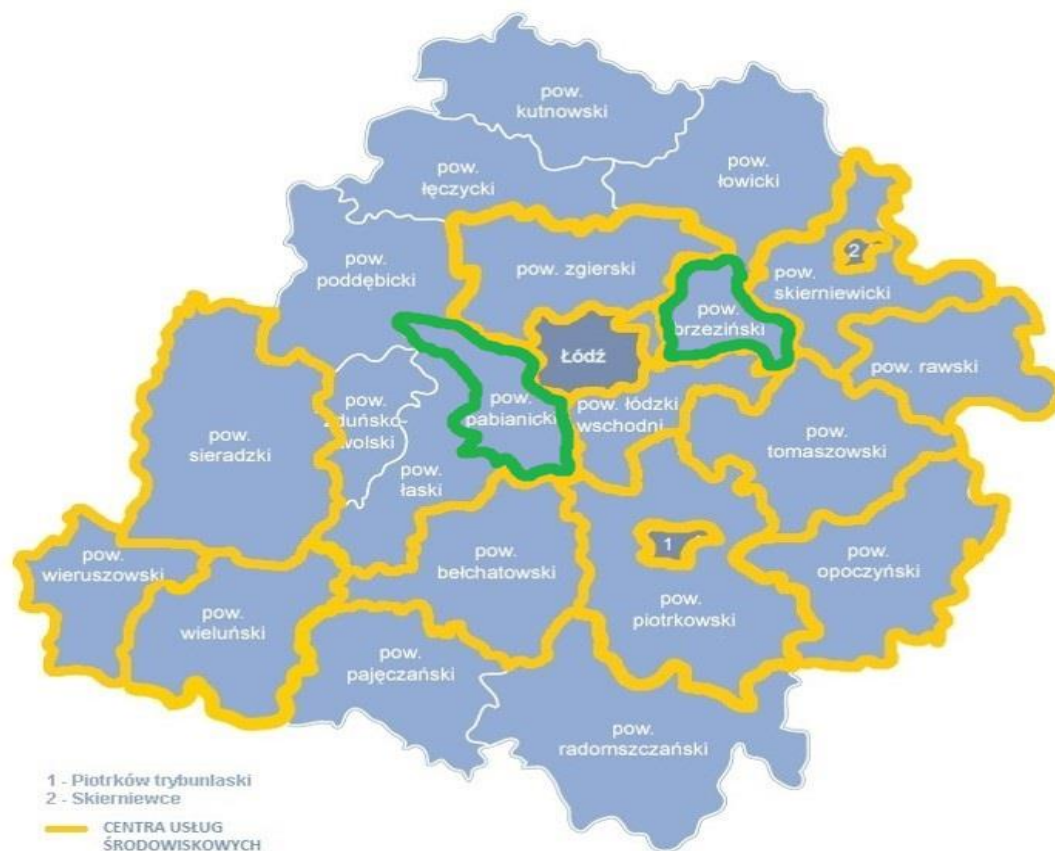 pow.
kutnowski
pow.
łęczycki
pow.
łowicki
pow.
poddębicki
pow. zgierski
2
pow.
skierniewicki
pow.
brzeziński
Łódź
pow. rawski
pow.
zduńsko-
wolski
pow.
pabianicki
pow. łódzki
wschodni
pow.
sieradzki
pow.
tomaszowski
pow.
łaski
1
pow.
wieruszowski
pow.
bełchatowski
pow.
opoczyński
pow.
wieluński
pow.
piotrkowski
pow.
pajęczański
pow.
radomszczański
1 - Piotrków trybunlaski
2 - Skierniewce
CENTRA USŁUG
ŚRODOWISKOWYCH